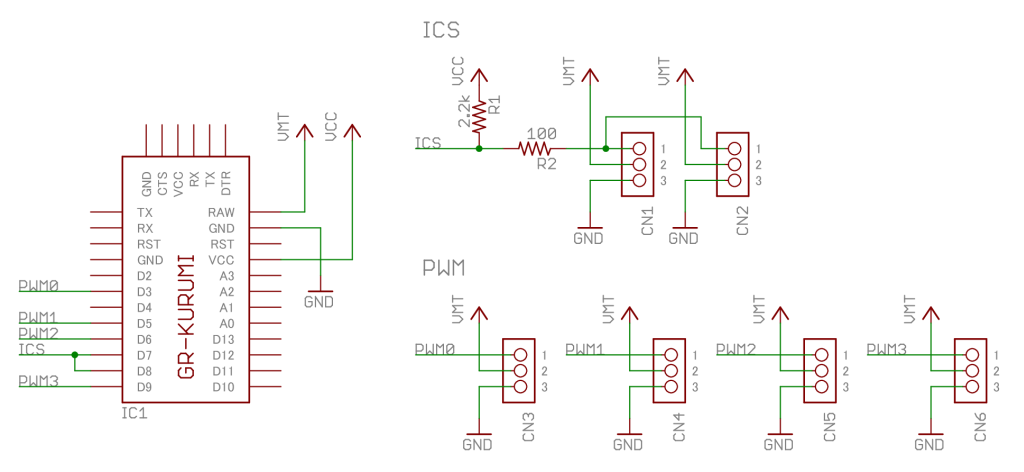 ICS
VCC
2.2k
R1
ICS
100
R2
VMT
1
2
3
GND
CN1
VMT
1
2
3
GND
CN2
VMT
VCC
GND
CTS
VCC
RX
TX
DTR
TX
RX
RST
GND
D2
D3
D4
D5
D6
D7
D8
D9
RAW
GND
RST
VCC
A3
A2
A1
A0
D13
D12
D11
D10
GR-KURUMI
IC1
PWM0
PWM1
PWM2
ICS
PWM3
GND
PWM
VMT
PWM0
1
2
3
GND
CN3
VMT
PWM1
1
2
3
GND
CN4
VMT
PWM2
1
2
3
GND
CN5
VMT
PWM3
1
2
3
GND
CN6